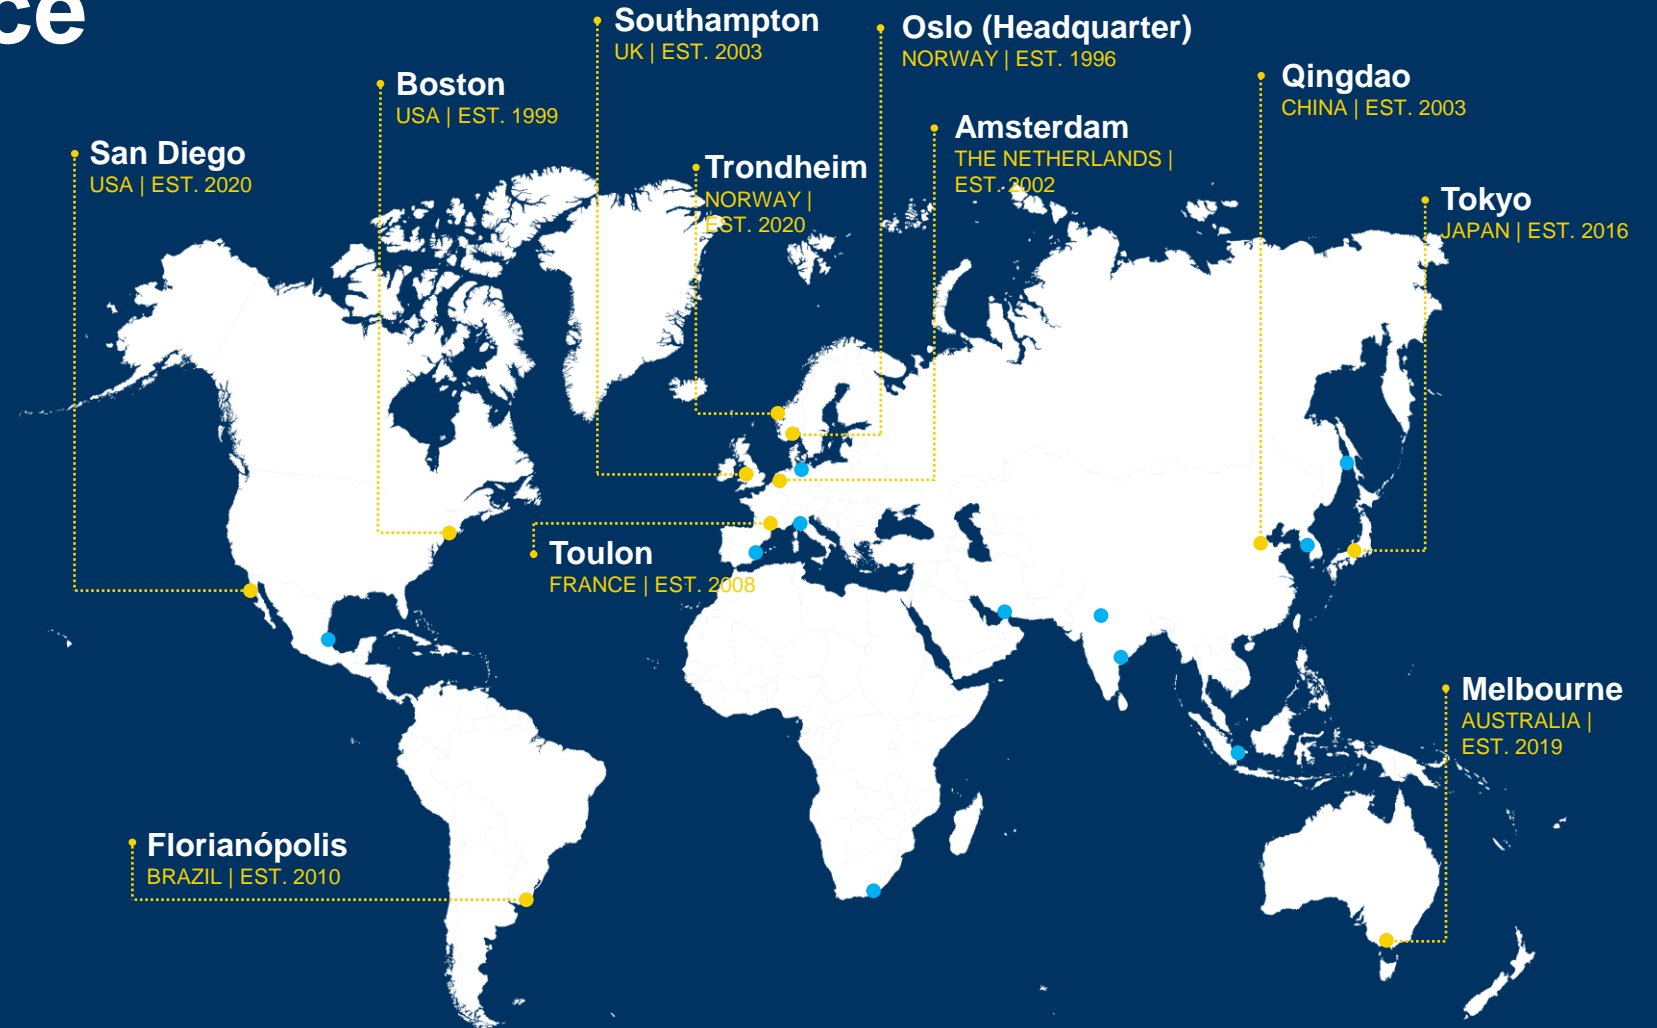 ce
Southampton
UK | EST. 2003
Oslo (Headquarter)
NORWAY | EST. 1996
Boston
USA | EST. 1999
Qingdao
CHINA | EST. 2003
San Diego
USA | EST. 2020
Amsterdam
THE NETHERLANDS |
EST. 2002
Trondheim
NORWAY |
EST. 2020
Tokyo
JAPAN | EST. 2016
Toulon
FRANCE | EST. 2008
Melbourne
AUSTRALIA |
EST. 2019
Florianópolis
BRAZIL | EST. 2010